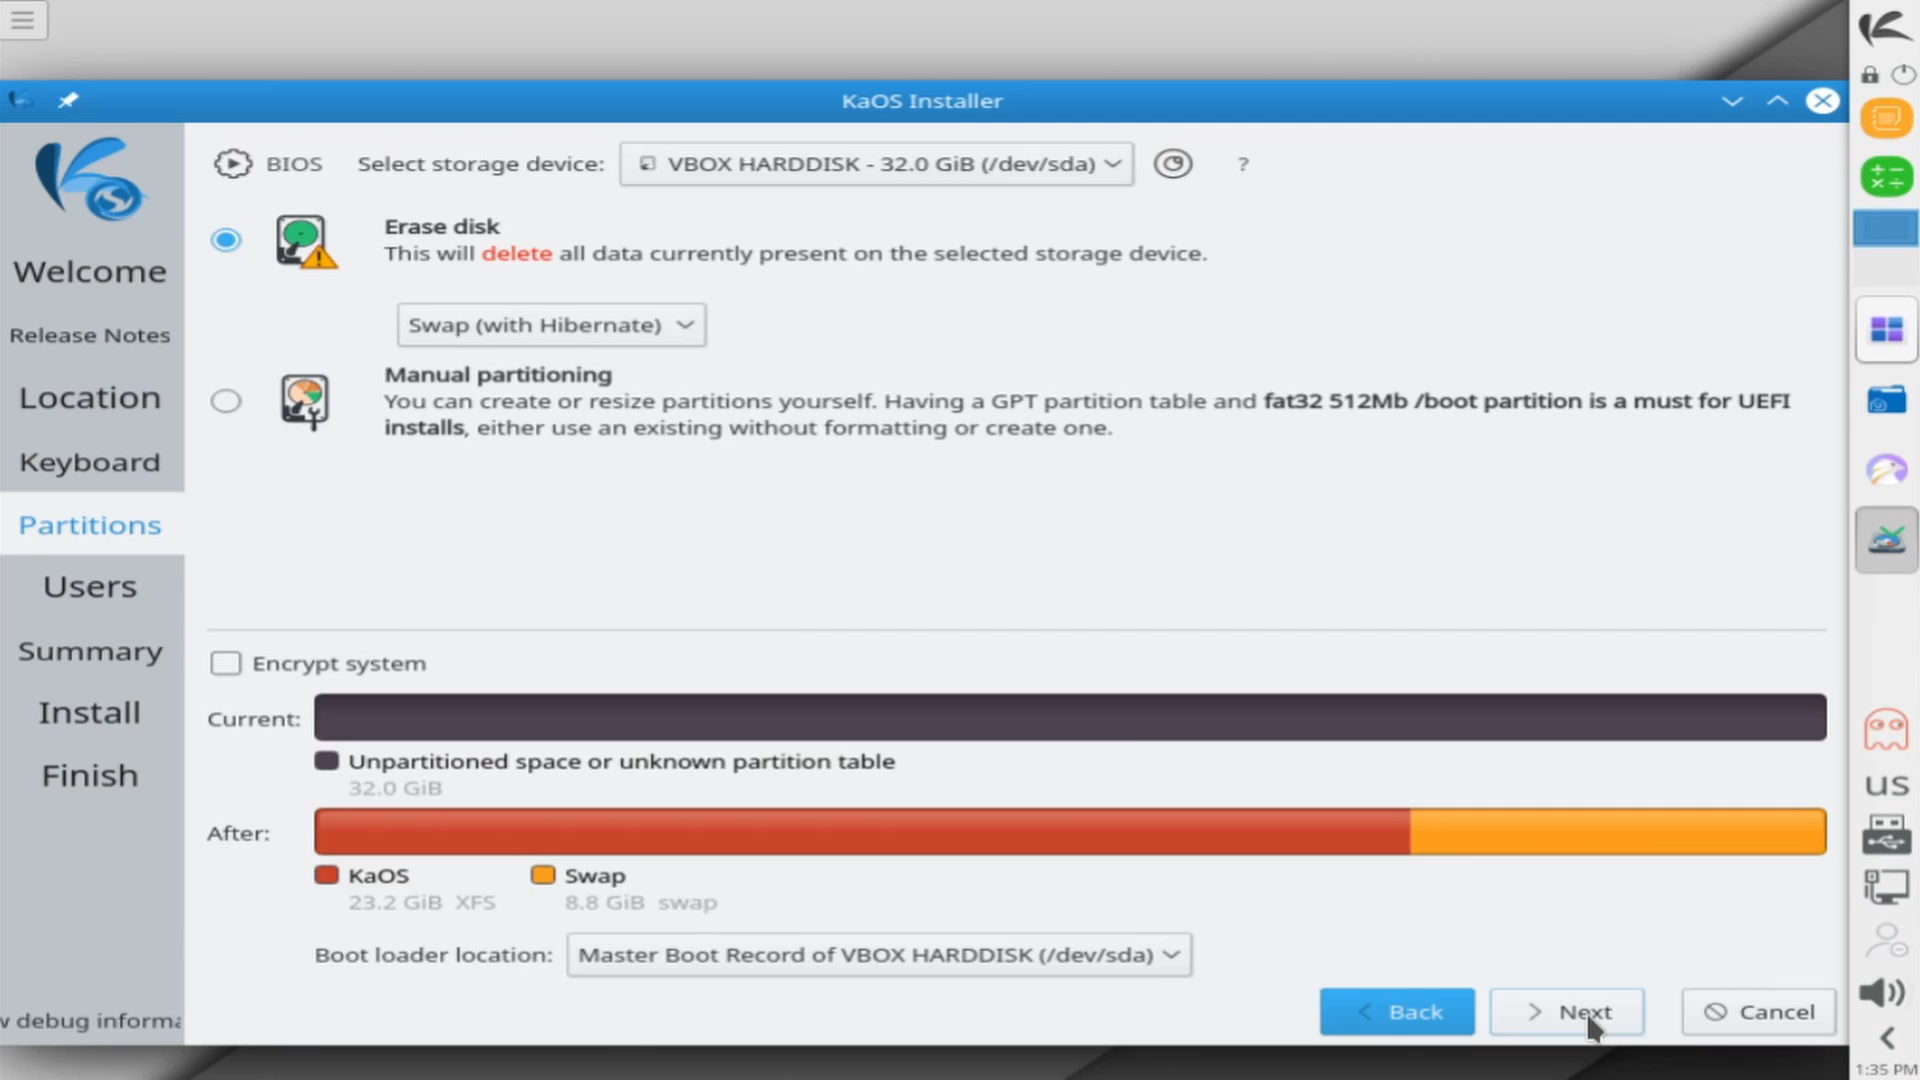 KaOS Installer
BIOS
Select storage device:
VBOX HARDDISK - 32.0 GiB (/dev/sda)
?
Erase disk
This will delete all data currently present on the selected storage device.
Swap (with Hibernate)
Manual partitioning
You can create or resize partitions yourself. Having a GPT partition table and fat32 512Mb /boot partition is a must for UEFI
installs, either use an existing without formatting or create one.
Welcome
Release Notes
Location
Keyboard
Partitions
Users
Summary
Install
Finish
debug informa
Encrypt system
Current:
Unpartitioned space or unknown partition table
32.0 GiB
After:
KaOS
23.2 GiB XFS
Swap
8.8 GiB swap
Boot loader location:
Master Boot Record of VBOX HARDDISK (/dev/sda)
Back
Next
Cancel
us
1:35 PM